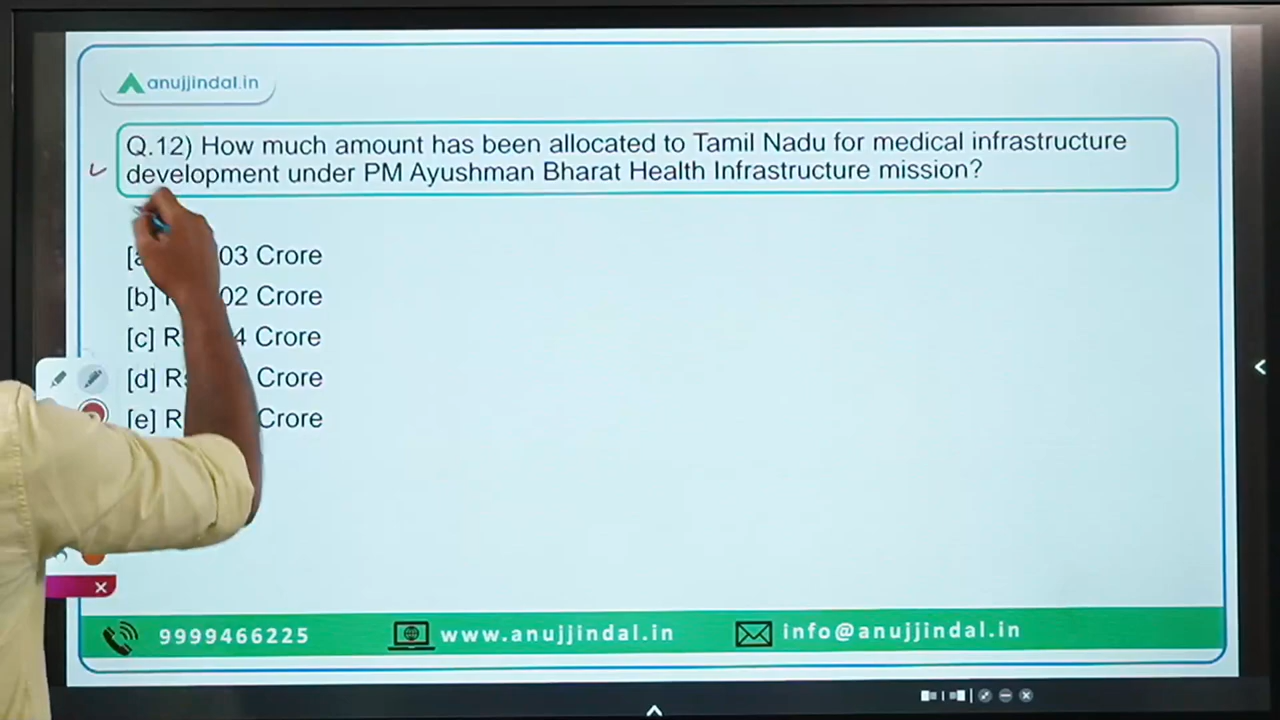 anujjindal.in
Q.12) How much amount has been allocated to Tamil Nadu for medical infrastructure
development under PM Ayushman Bharat Health Infrastructure mission?
03 Crore
[b] 02 Crore
[c] 4 Crore
[d] Crore
[e] Crore
9999466225 www.anujjindal.in info@anujjindal.in